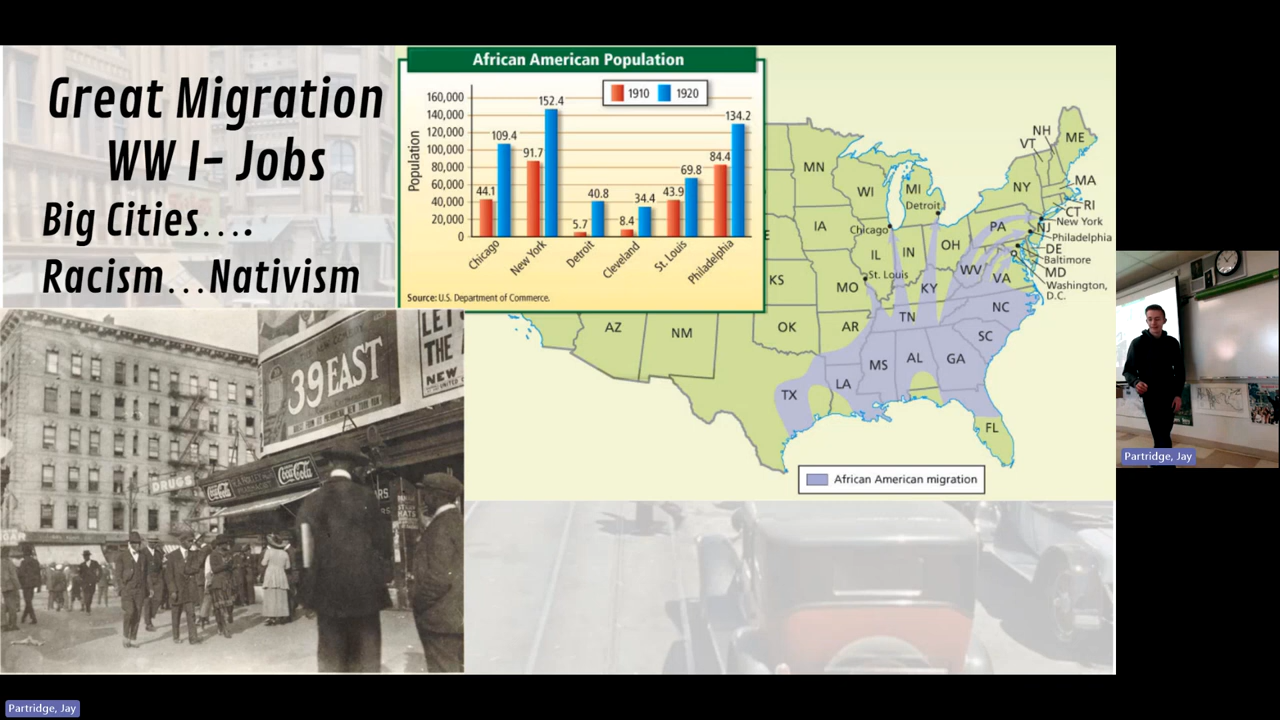 Great Migration
WW I- Jobs
Big Cities....
Racism...Nativism
African American Population
1910 1920
Population
160,000
140,000
120,000
100,000
80,000
60,000
40,000
20,000
0
44.1 109.4
91.7 152.4
5.7 40.8
8.4 34.4
43.9 69.8
84.4 134.2
Chicago
New York
Detroit
Cleveland
St. Louis
Philadelphia
Source: U.S. Department of Commerce.
NH
VT
ME
MN
WI
MI
NY
MA
RI
CT
New York
Detroit
Chicago
IA
PA
NJ
Philadelphia
OH
DE
Baltimore
IL
IN
MD
Washington,
D.C.
WV
VA
St. Louis
KS
MO
KY
NC
TN
AZ
NM
OK
AR
SC
MS
AL
GA
TX
LA
FL
African American migration
39 EAST
LET
THE
NEW
DRUGS
Coca-Cola
Coca-Cola
Partridge, Jay
Partridge, Jay